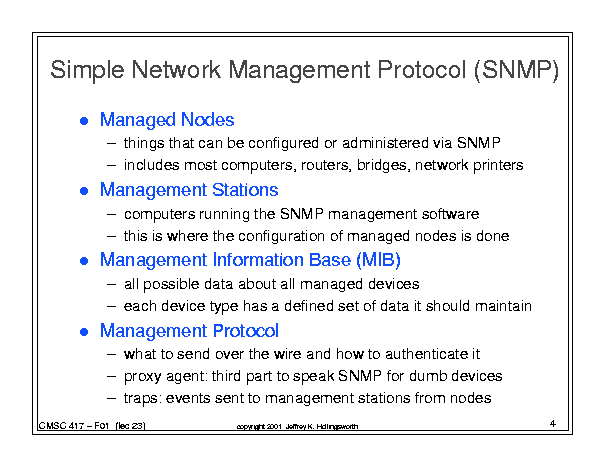 Simple Network Management Protocol (SNMP)
● Managed Nodes
– things that can be configured or administered via SNMP
– includes most computers, routers, bridges, network printers
● Management Stations
– computers running the SNMP management software
– this is where the configuration of managed nodes is done
● Management Information Base (MIB)
– all possible data about all managed devices
– each device type has a defined set of data it should maintain
● Management Protocol
– what to send over the wire and how to authenticate it
– proxy agent: third part to speak SNMP for dumb devices
– traps: events sent to management stations from nodes
CMSC 417 – F01 (lec 23)
copyright 2001 Jeffrey K. Hollingsworth
4